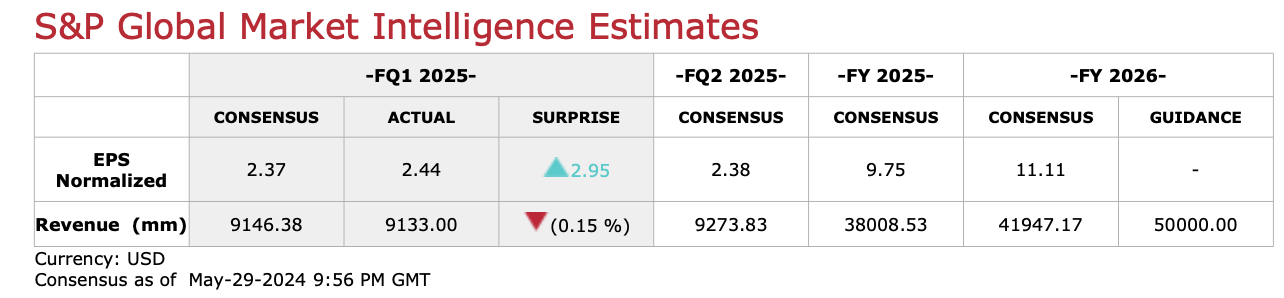 S&P Global Market Intelligence Estimates
-FQ1 2025- -FQ2 2025- -FY 2025- -FY 2026-
CONSENSUS ACTUAL SURPRISE CONSENSUS CONSENSUS CONSENSUS GUIDANCE
EPS
Normalized 2.37 2.44 2.95 2.38 9.75 11.11 -
Revenue (mm) 9146.38 9133.00 (0.15 %) 9273.83 38008.53 41947.17 50000.00
Currency: USD
Consensus as of May-29-2024 9:56 PM GMT